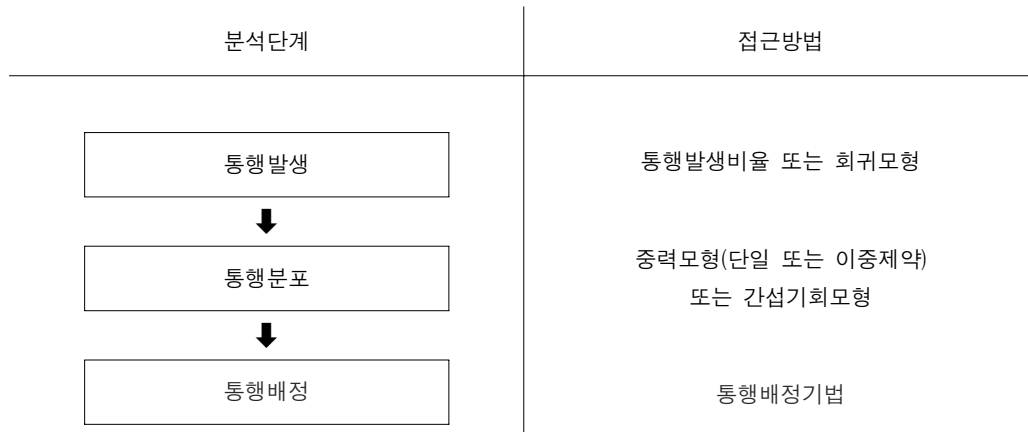 분석단계
접근방법
통행발생
통행발생비율 또는 회귀모형
통행분포
중력모형(단일 또는 이중제약)
또는 간섭기회모형
통행배정
통행배정기법